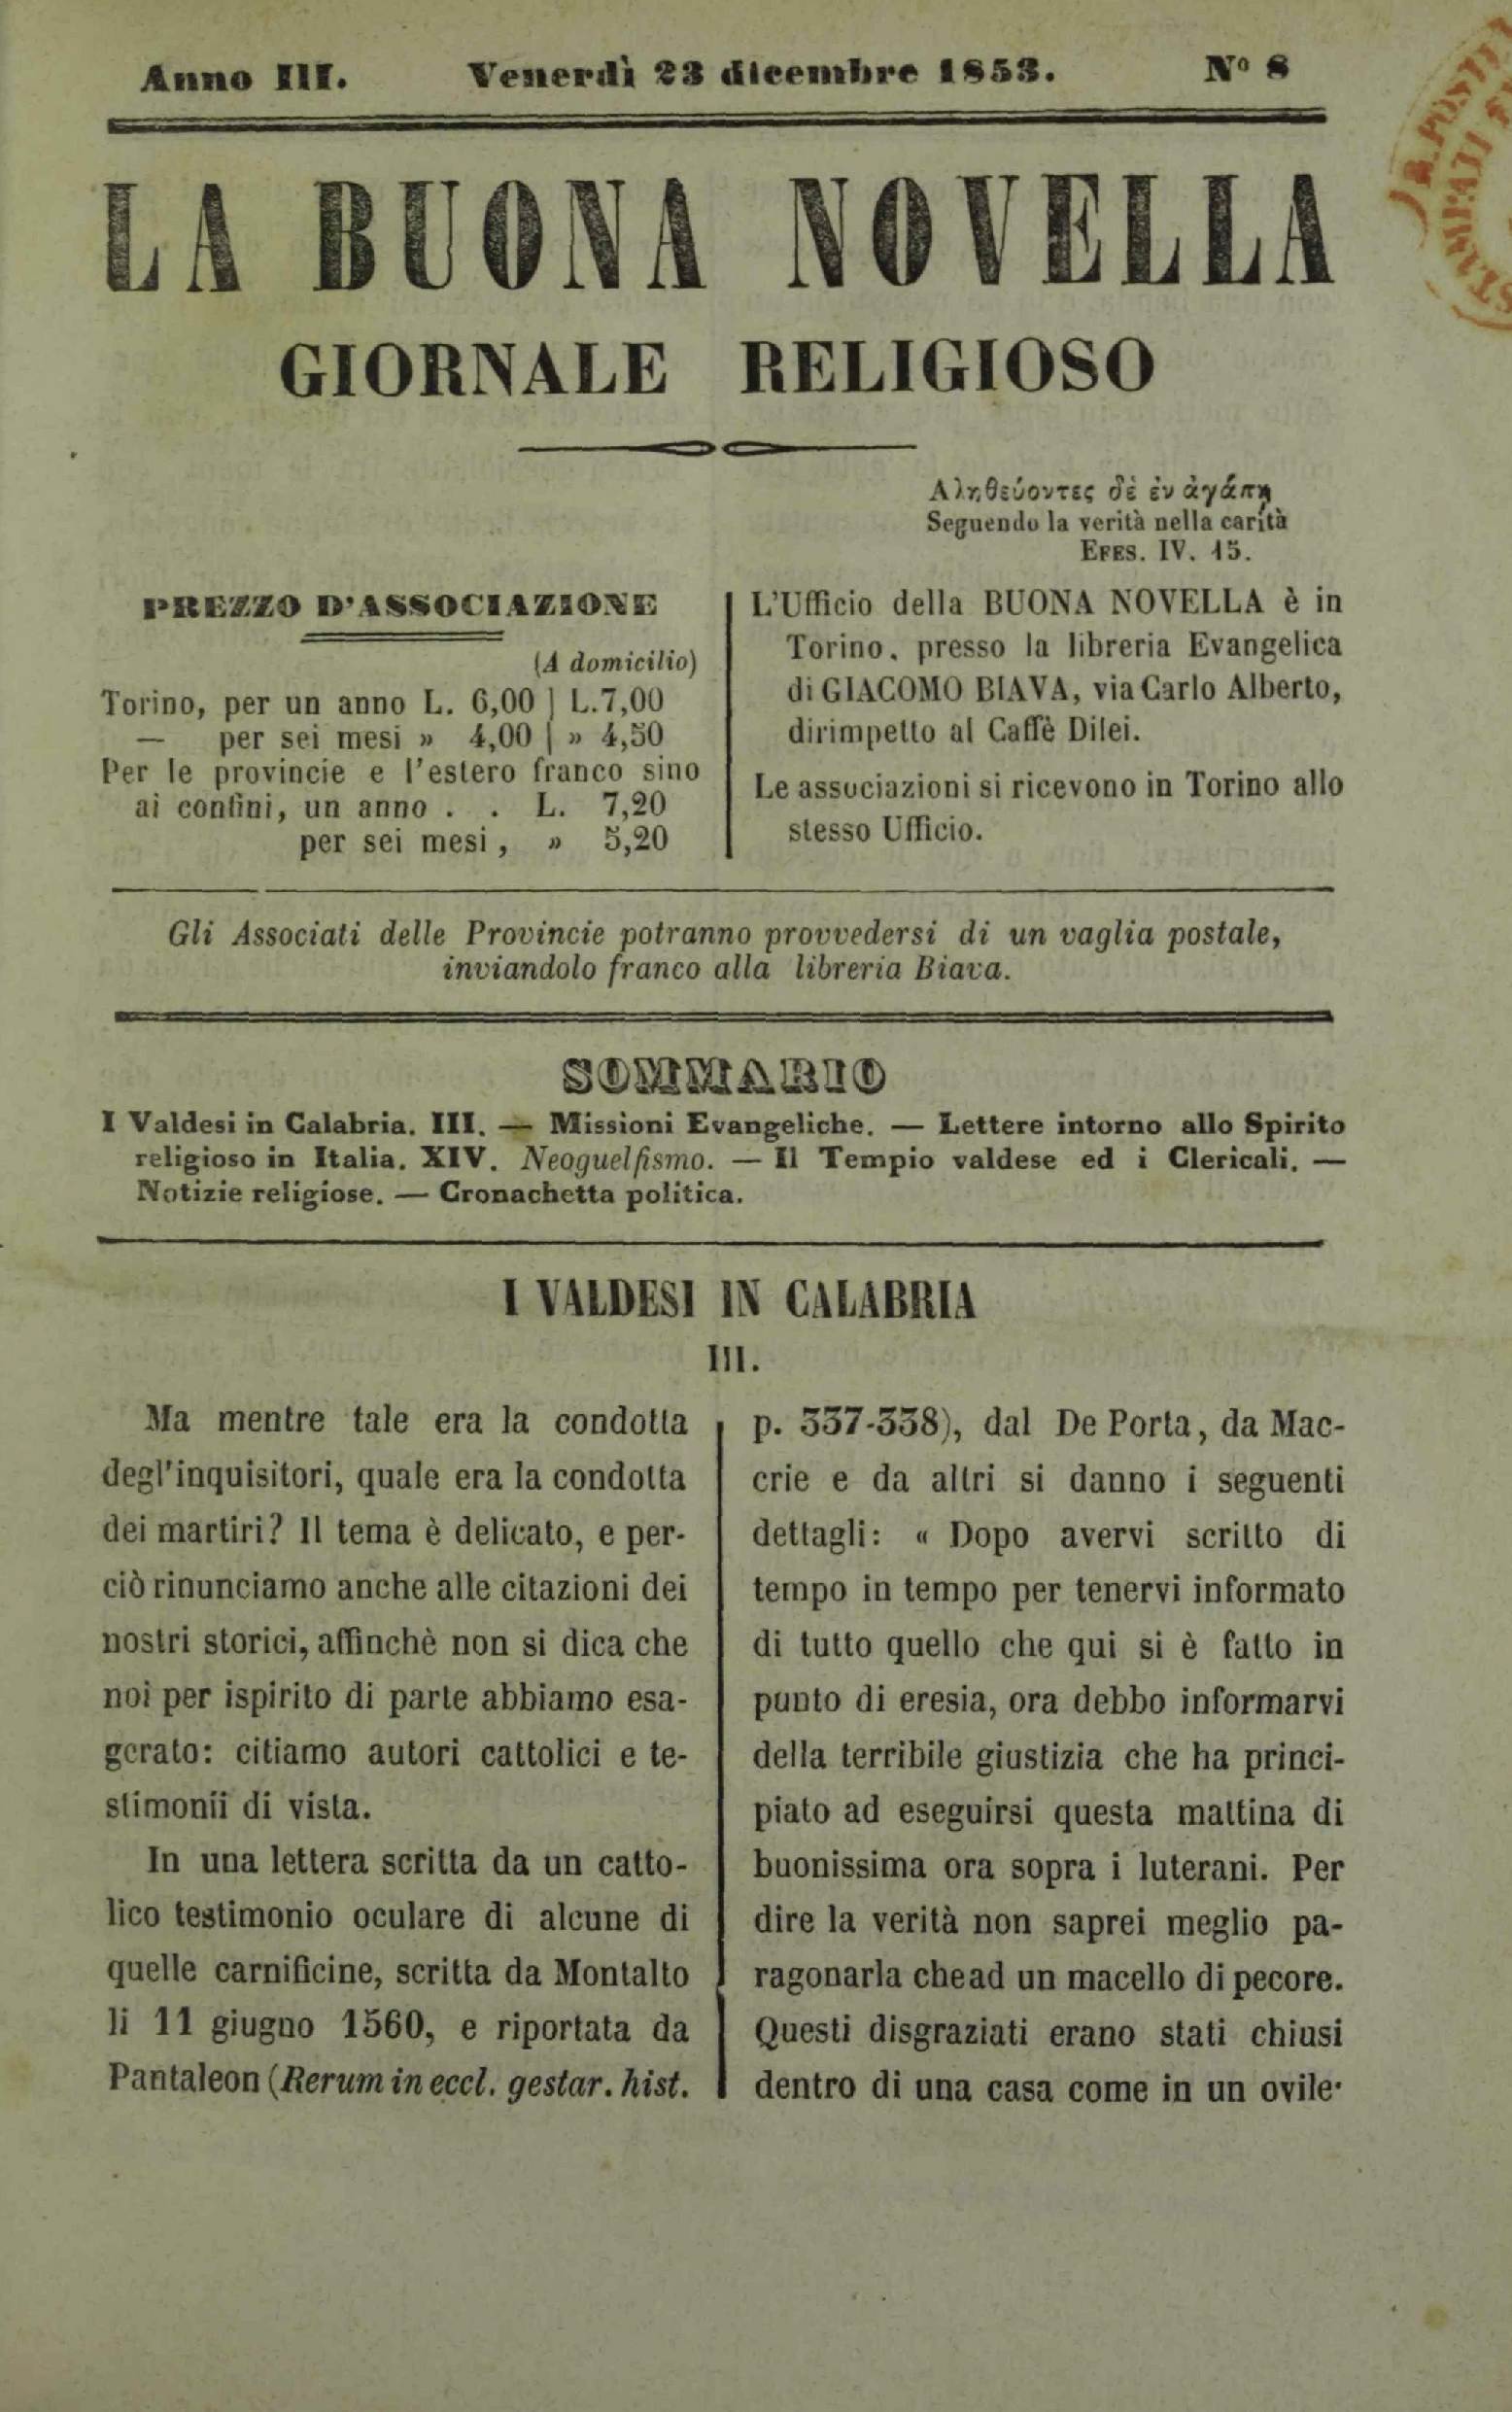 Anno III. Venerdì 23 dicembre 1853. Nº 8
LA BUONA NOVELLA
GIORNALE RELIGIOSO
Αληθεύοντες δέ ἐν ἀγάπῃ
Seguendo la verità nella carità
EFES. IV. 15.
PREZZO D'ASSOCIAZIONE
(A domicilio)
Torino, per un anno L. 6,00 | L.7,00
— per sei mesi » 4,00 | » 4,50
Per le provincie e l'estero franco sino
ai confini, un anno . . L. 7,20
per sei mesi, » 5,20
L'Ufficio della BUONA NOVELLA è in
Torino, presso la libreria Evangelica
di GIACOMO BIAVA, via Carlo Alberto,
dirimpetto al Caffè Dilei.
Le associazioni si ricevono in Torino allo
stesso Ufficio.
Gli Associati delle Provincie potranno provvedersi di un vaglia postale,
inviandolo franco alla libreria Biava.
SOMMARIO
I Valdesi in Calabria. III. — Missioni Evangeliche. — Lettere intorno allo Spirito
religioso in Italia. XIV. Neoguelfismo. — Il Tempio valdese ed i Clericali. —
Notizie religiose. — Cronachetta politica.
I VALDESI IN CALABRIA
III.
Ma mentre tale era la condotta
degl'inquisitori, quale era la condotta
dei martiri? Il tema è delicato, e per-
ciò rinunciamo anche alle citazioni dei
nostri storici, affinchè non si dica che
noi per ispirito di parte abbiamo esa-
gerato: citiamo autori cattolici e te-
stimonii di vista.
In una lettera scritta da un catto-
lico testimonio oculare di alcune di
quelle carnificine, scritta da Montalto
li 11 giugno 1560, e riportata da
Pantaleon (Rerum in eccl. gestar. hist.
p. 337-338), dal De Porta, da Mac-
crie e da altri si danno i seguenti
dettagli: « Dopo avervi scritto di
tempo in tempo per tenervi informato
di tutto quello che qui si è fatto in
punto di eresia, ora debbo informarvi
della terribile giustizia che ha princi-
piato ad eseguirsi questa mattina di
buonissima ora sopra i luterani. Per
dire la verità non saprei meglio pa-
ragonarla chead un macello di pecore.
Questi disgraziati erano stati chiusi
dentro di una casa come in un ovile·